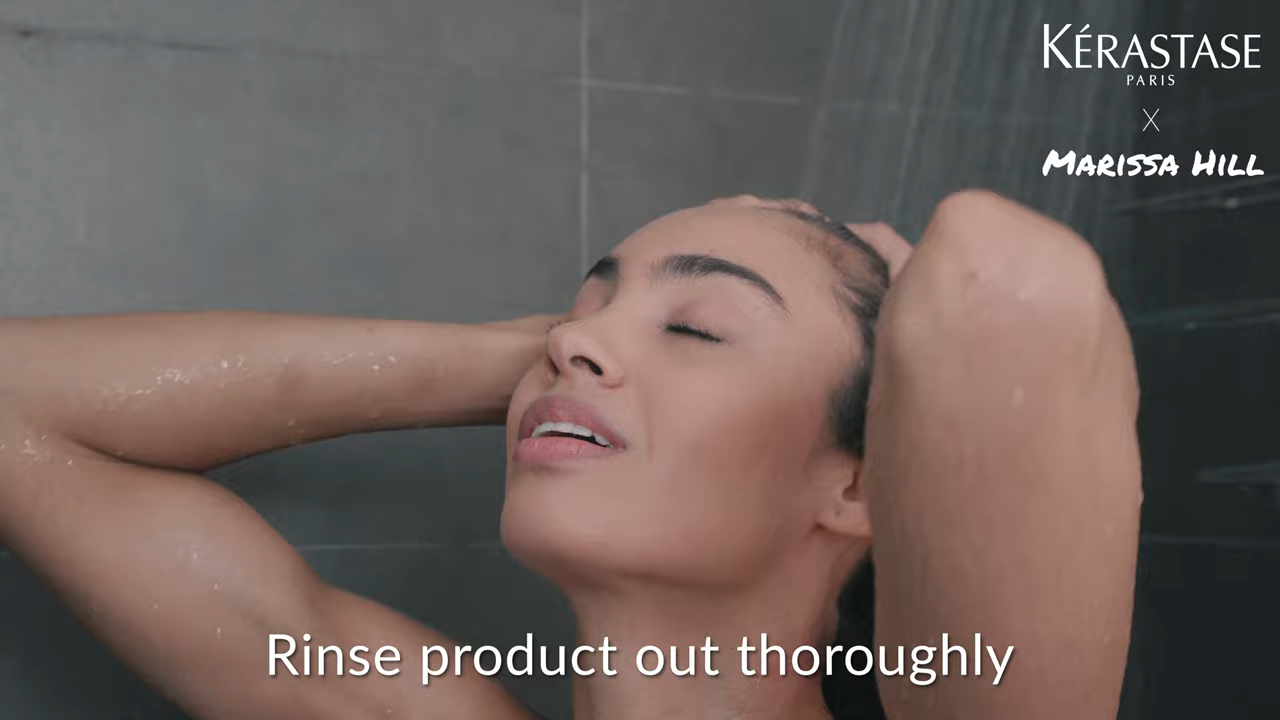 KÉRASTASE
PARIS
X
MARISSA HILL
Rinse product out thoroughly